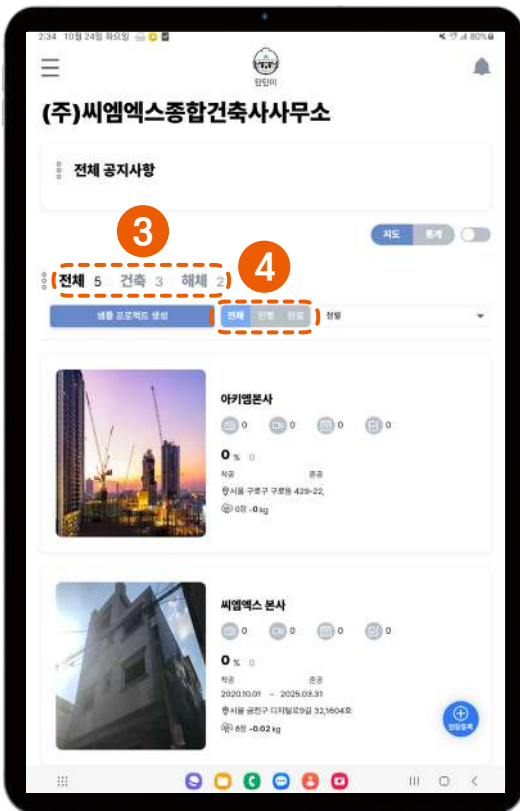 2:34 10월 24일 화요일
80%
단단이
(주)씨엠엑스종합건축사사무소
전체 공지사항
지도 통계
3
4
전체 5 건축 3 해체 2
샘플 프로젝트 생성 전체 진행 완료 정렬
아키엠본사
0 0 0 0
0 % 0
착공 준공
서울 구로구 구로동 429-22,
0장 -0 kg
씨엠엑스 본사
0 0 0 0
0 % 0
착공 준공
2020.10.01 ~ 2025.03.31
서울 금천구 디지털로9길 32,1604호
8장 -0.02 kg
현장등록